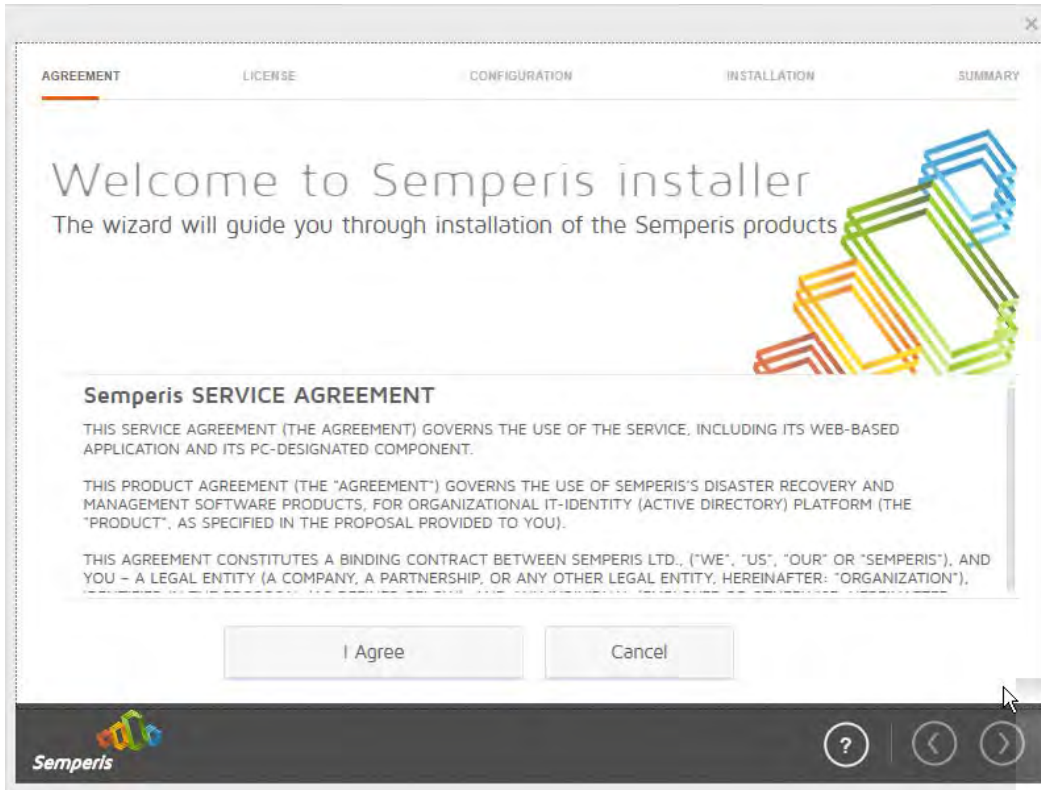 AGREEMENT LICENSE CONFIGURATION INSTALLATION SUMMARY
Welcome to Semperis installer
The wizard will guide you through installation of the Semperis products
Semperis SERVICE AGREEMENT
THIS SERVICE AGREEMENT (THE AGREEMENT) GOVERNS THE USE OF THE SERVICE, INCLUDING ITS WEB-BASED
APPLICATION AND ITS PC-DESIGNATED COMPONENT.
THIS PRODUCT AGREEMENT (THE "AGREEMENT") GOVERNS THE USE OF SEMPERIS'S DISASTER RECOVERY AND
MANAGEMENT SOFTWARE PRODUCTS, FOR ORGANIZATIONAL IT-IDENTITY (ACTIVE DIRECTORY) PLATFORM (THE
"PRODUCT", AS SPECIFIED IN THE PROPOSAL PROVIDED TO YOU).
THIS AGREEMENT CONSTITUTES A BINDING CONTRACT BETWEEN SEMPERIS LTD., ("WE", "US", "OUR" OR "SEMPERIS"), AND
YOU – A LEGAL ENTITY (A COMPANY, A PARTNERSHIP, OR ANY OTHER LEGAL ENTITY, HEREINAFTER: "ORGANIZATION"),
I Agree Cancel
Semperis ?